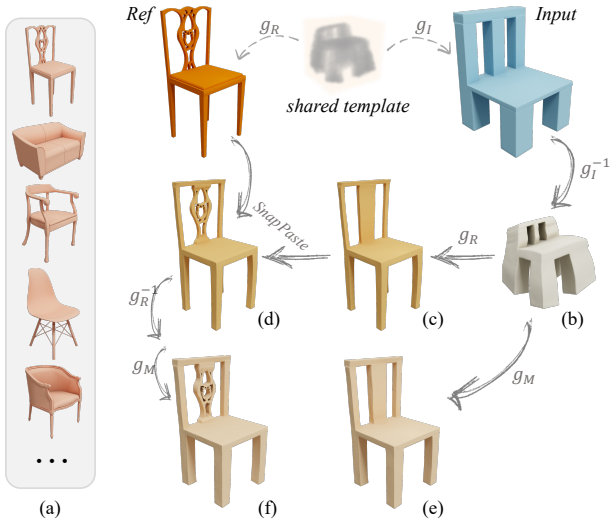 Ref
g_R
g_I
Input
shared template
g_I^{-1}
SnapPaste
g_R
g_R^{-1}
(d)
(c)
(b)
g_M
g_M
...
(a)
(f)
(e)